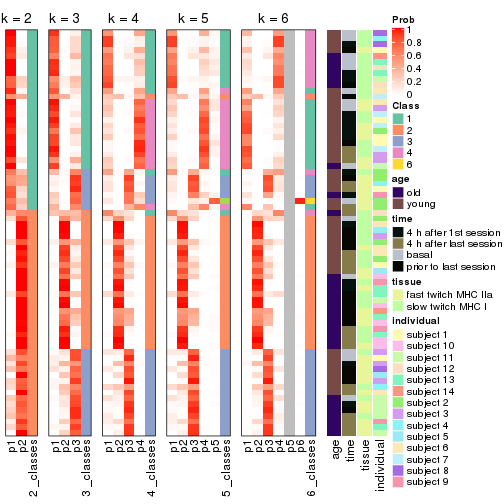 k = 2
k = 3
k = 4
k = 5
k = 6
p1
p2
2_classes
p1
p2
p3
3_classes
p1
p2
p3
p4
4_classes
p1
p2
p3
p4
p5
5_classes
p1
p2
p3
p4
p5
p6
6_classes
age
time
tissue
individual
Prob
1
0.8
0.6
0.4
0.2
0
Class
1
2
3
4
6
age
old
young
time
4 h after 1st session
4 h after last session
basal
prior to last session
tissue
fast twitch MHC IIa
slow twitch MHC I
individual
subject 1
subject 10
subject 11
subject 12
subject 13
subject 14
subject 2
subject 3
subject 4
subject 5
subject 6
subject 7
subject 8
subject 9